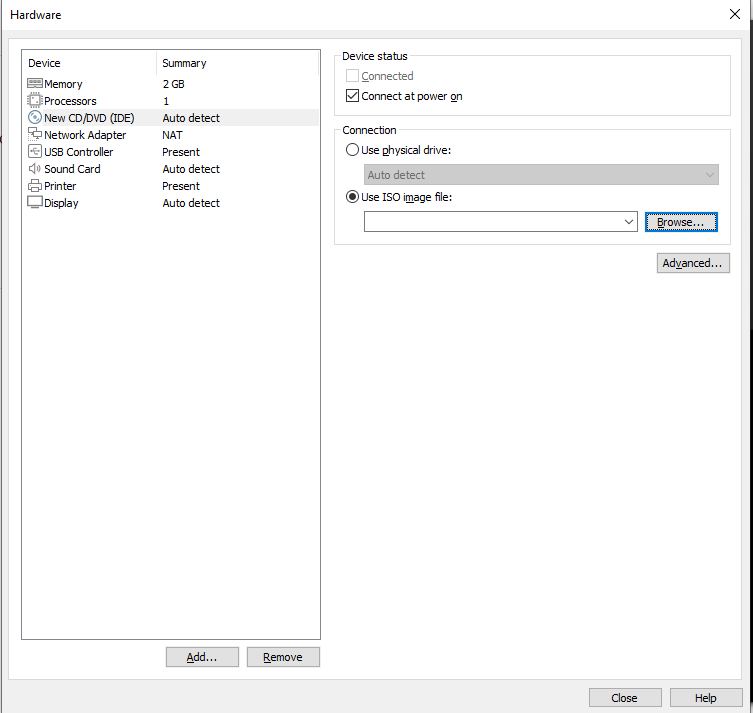 Hardware
Device Summary
Memory 2 GB
Processors 1
New CD/DVD (IDE) Auto detect
Network Adapter NAT
USB Controller Present
Sound Card Auto detect
Printer Present
Display Auto detect
Add... Remove
Device status
Connected
Connect at power on
Connection
Use physical drive:
Auto detect
Use ISO image file:
Browse...
Advanced...
Close Help